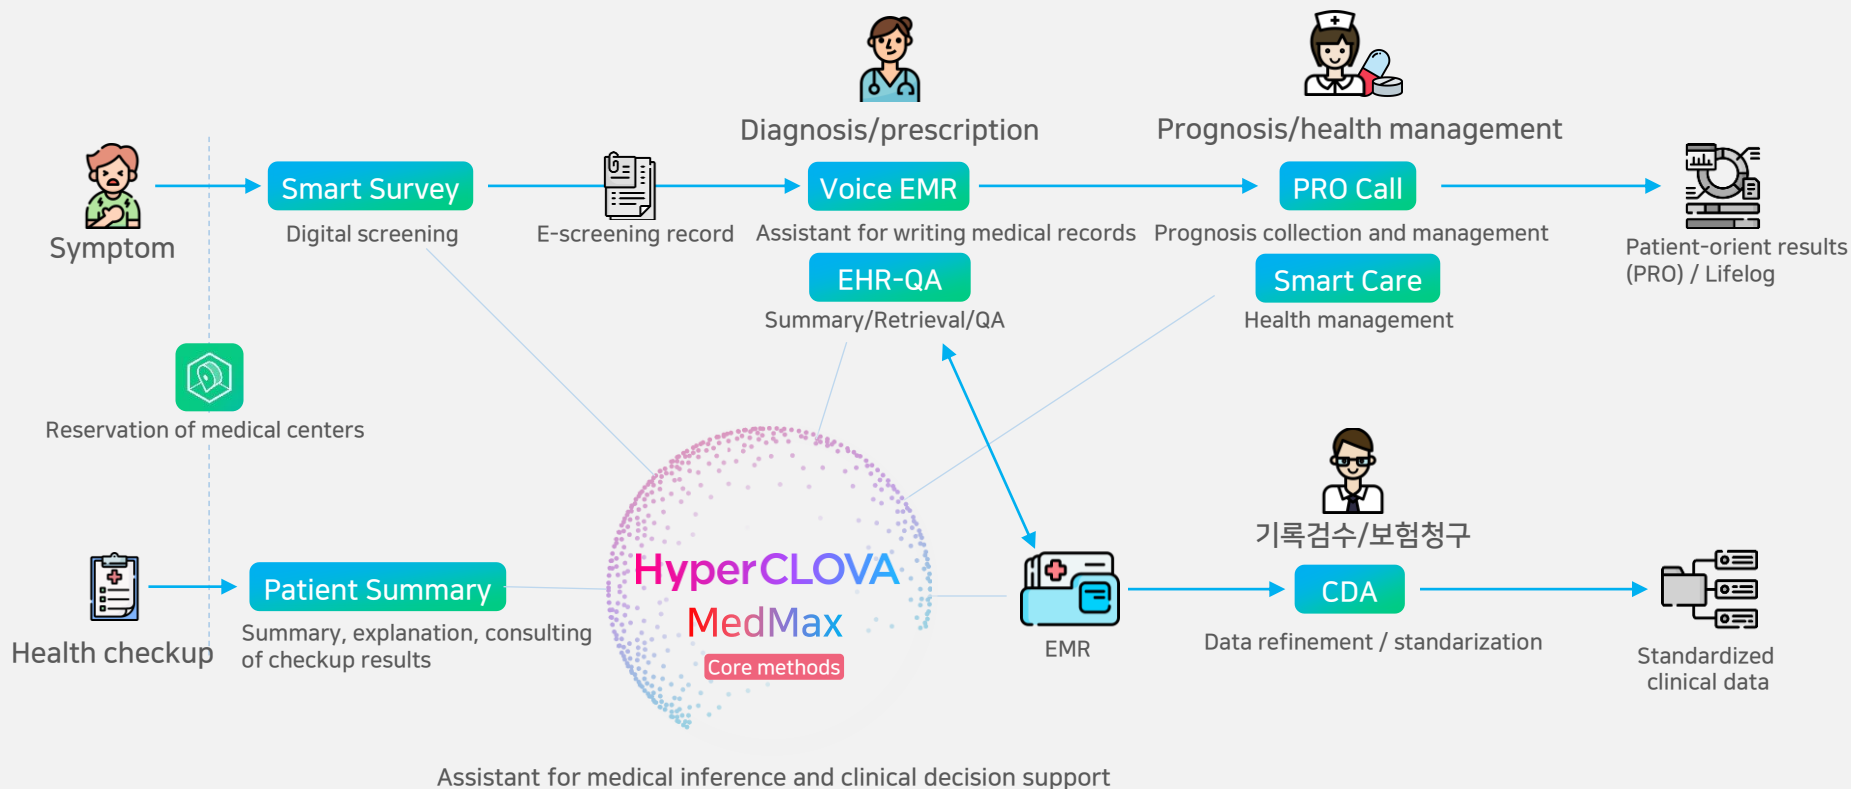 Diagnosis/prescription
Prognosis/health management
Symptom
Smart Survey
Digital screening
E-screening record
Voice EMR
Assistant for writing medical records
EHR-QA
Summary/Retrieval/QA
PRO Call
Prognosis collection and management
Smart Care
Health management
Patient-orient results
(PRO) / Lifelog
Reservation of medical centers
Health checkup
Patient Summary
Summary, explanation, consulting
of checkup results
HyperCLOVA
MedMax
Core methods
EMR
기록검수/보험청구
CDA
Data refinement / standarization
Standardized
clinical data
Assistant for medical inference and clinical decision support